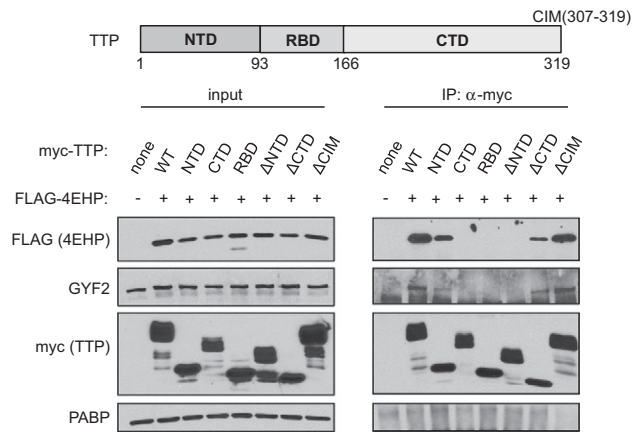 CIM(307-319)
TTP NTD RBD CTD
1 93 166 319
input IP: α-myc
myc-TTP: none WT NTD CTD RBD ΔNTD ΔCTD ΔCIM none WT NTD CTD RBD ΔNTD ΔCTD ΔCIM
FLAG-4EHP: - + + + + + + + - + + + + + + +
FLAG (4EHP)
GYF2
myc (TTP)
PABP